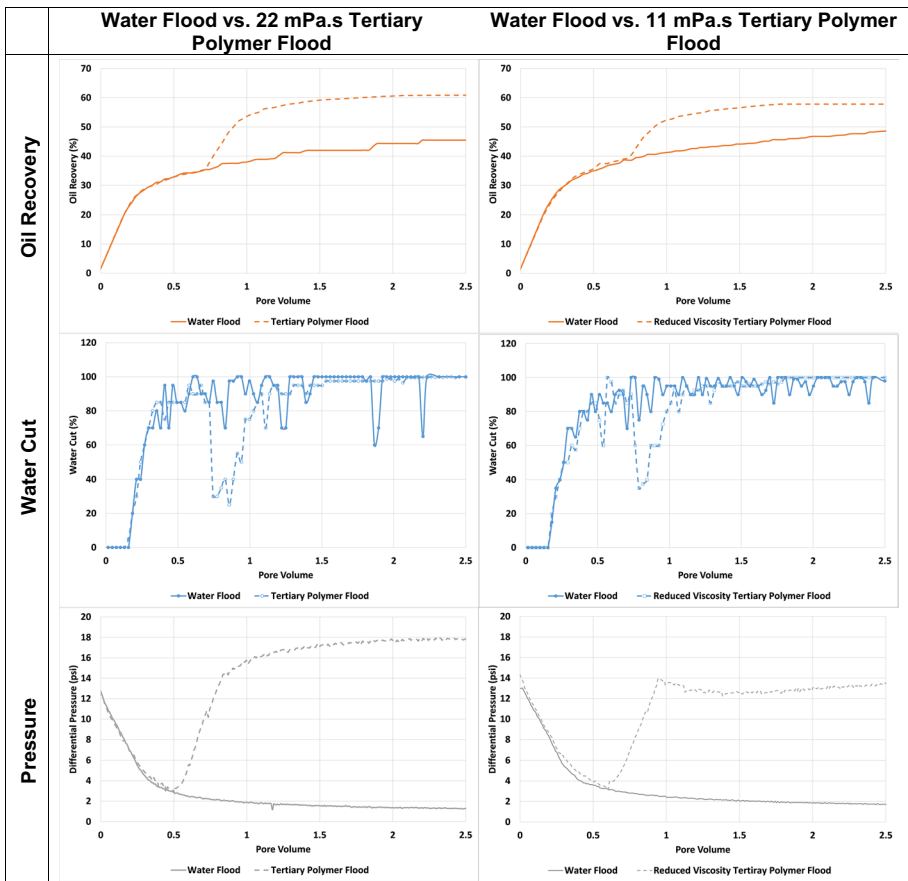 Water Flood vs. 22 mPa.s Tertiary
Polymer Flood
Water Flood vs. 11 mPa.s Tertiary Polymer
Flood
Oil Recovery
70
60
50
40
30
20
10
0
Oil Reovery (%)
0
0.5
1
1.5
2
2.5
Pore Volume
Water Flood
Tertiary Polymer Flood
70
60
50
40
30
20
10
0
Oil Recovery (%)
0
0.5
1
1.5
2
2.5
Pore Volume
Water Flood
Reduced Viscosity Tertiary Polymer Flood
Water Cut
120
100
80
60
40
20
0
Water Cut (%)
0
0.5
1
1.5
2
2.5
Pore Volume
Water Flood
Tertiary Polymer Flood
120
100
80
60
40
20
0
Water Cut (%)
0
0.5
1
1.5
2
2.5
Pore Volume
Water Flood
Reduced Viscosity Tertiary Polymer Flood
Pressure
20
18
16
14
12
10
8
6
4
2
0
Differential Pressure (psi)
0
0.5
1
1.5
2
2.5
Pore Volume
Water Flood
Tertiary Polymer Flood
20
18
16
14
12
10
8
6
4
2
0
Differential Pressure (psi)
0
0.5
1
1.5
2
2.5
Pore Volume
Water Flood
Reduced Viscosity Tertiray Polymer Flood